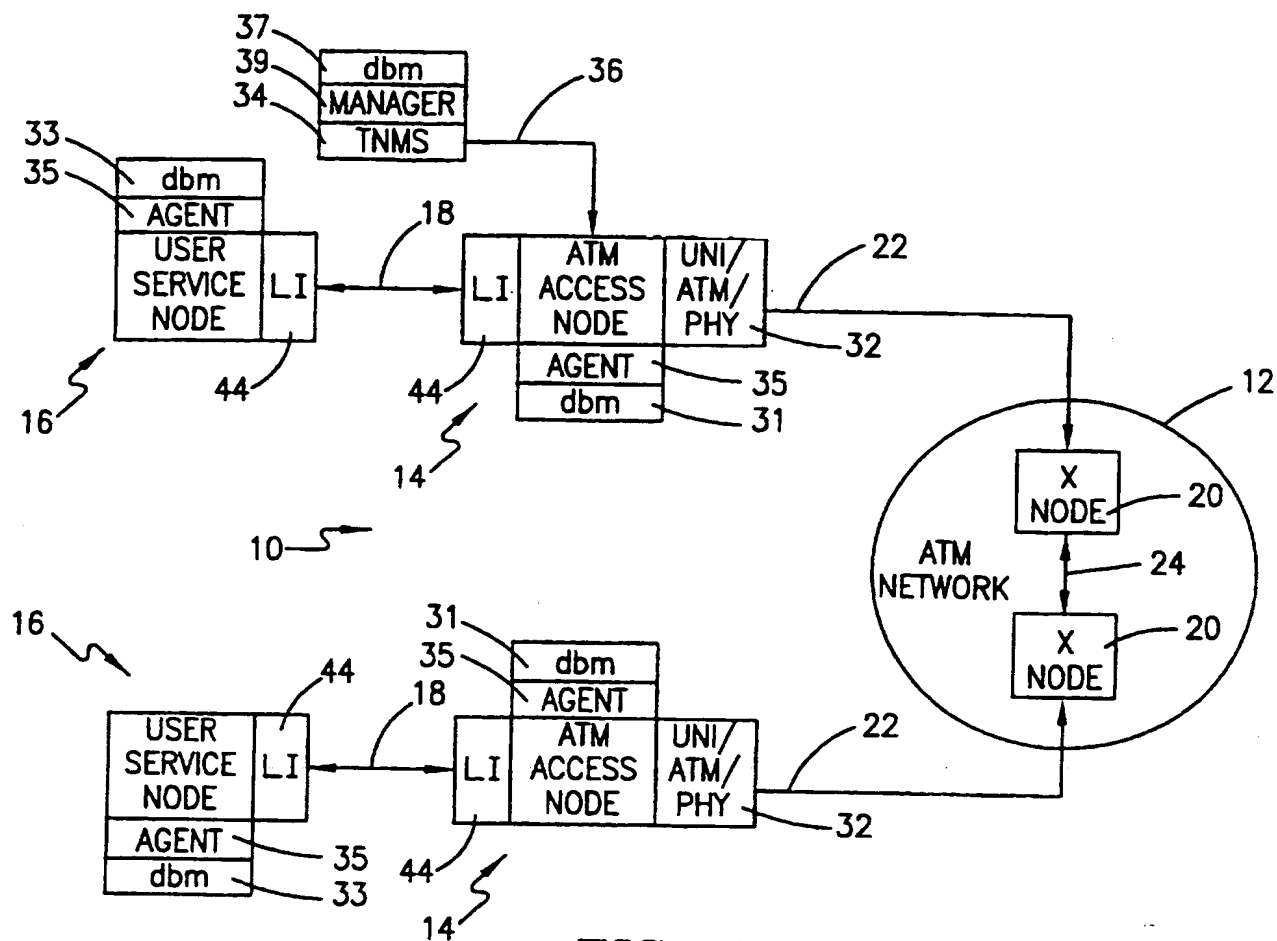 37
dbm
39
MANAGER
34
TNMS
36
33
dbm
35
AGENT
USER
SERVICE
NODE
LI
18
LI
ATM
ACCESS
NODE
UNI/
ATM/
PHY
22
32
44
16
44
AGENT
35
dbm
31
14
12
X
NODE
20
10
ATM
NETWORK
24
X
NODE
20
16
44
18
31
dbm
35
AGENT
USER
SERVICE
NODE
LI
LI
ATM
ACCESS
NODE
UNI/
ATM/
PHY
22
32
AGENT
35
dbm
33
44
14